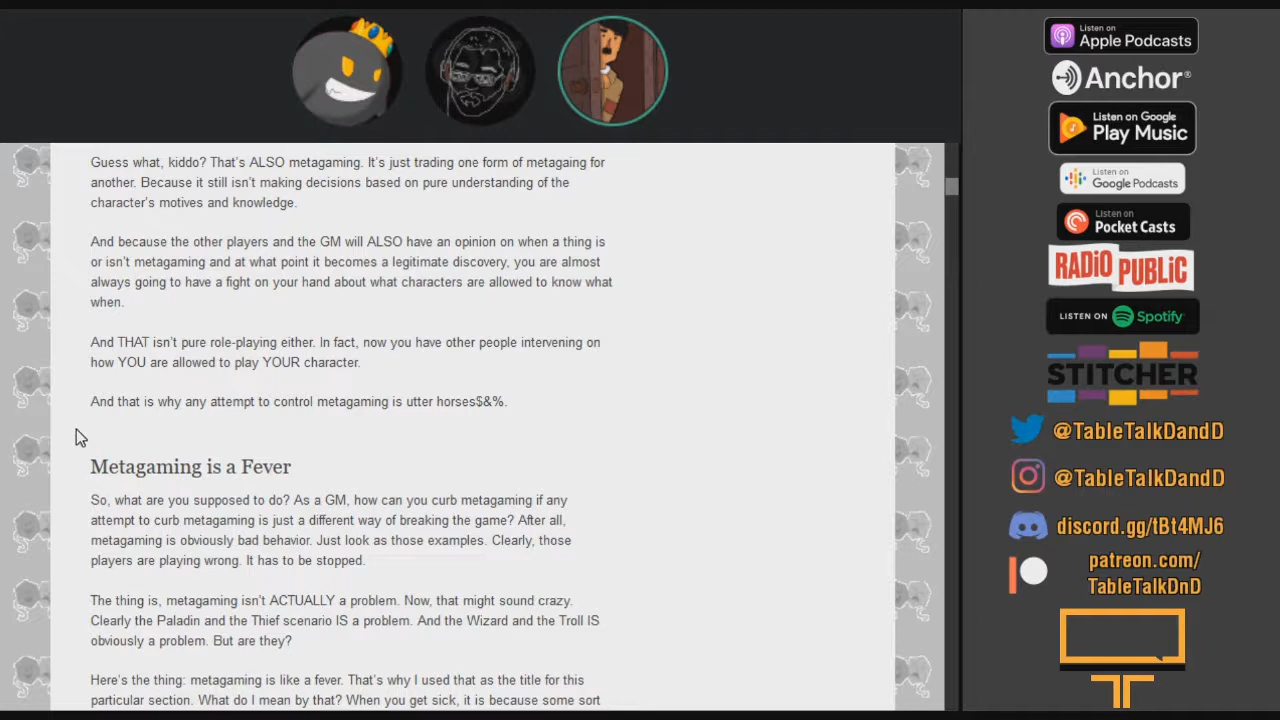 Guess what, kiddo? That's ALSO metagaming. It's just trading one form of metagaing for
another. Because it still isn't making decisions based on pure understanding of the
character's motives and knowledge.
And because the other players and the GM will ALSO have an opinion on when a thing is
or isn't metagaming and at what point it becomes a legitimate discovery, you are almost
always going to have a fight on your hand about what characters are allowed to know what
when.
And THAT isn't pure role-playing either. In fact, now you have other people intervening on
how YOU are allowed to play YOUR character.
And that is why any attempt to control metagaming is utter horses$&%.
Metagaming is a Fever
So, what are you supposed to do? As a GM, how can you curb metagaming if any
attempt to curb metagaming is just a different way of breaking the game? After all,
metagaming is obviously bad behavior. Just look as those examples. Clearly, those
players are playing wrong. It has to be stopped.
The thing is, metagaming isn't ACTUALLY a problem. Now, that might sound crazy.
Clearly the Paladin and the Thief scenario IS a problem. And the Wizard and the Troll IS
obviously a problem. But are they?
Here's the thing: metagaming is like a fever. That's why I used that as the title for this
particular section. What do I mean by that? When you get sick, it is because some sort
Listen on
Apple Podcasts
Anchor®
Listen on Google
Play Music
Listen on
Google Podcasts
Listen on
Pocket Casts
RADIO PUBLIC
LISTEN ON Spotify
STITCHER
@TableTalkDandD
@TableTalkDandD
discord.gg/tBt4MJ6
patreon.com/
TableTalkDnD